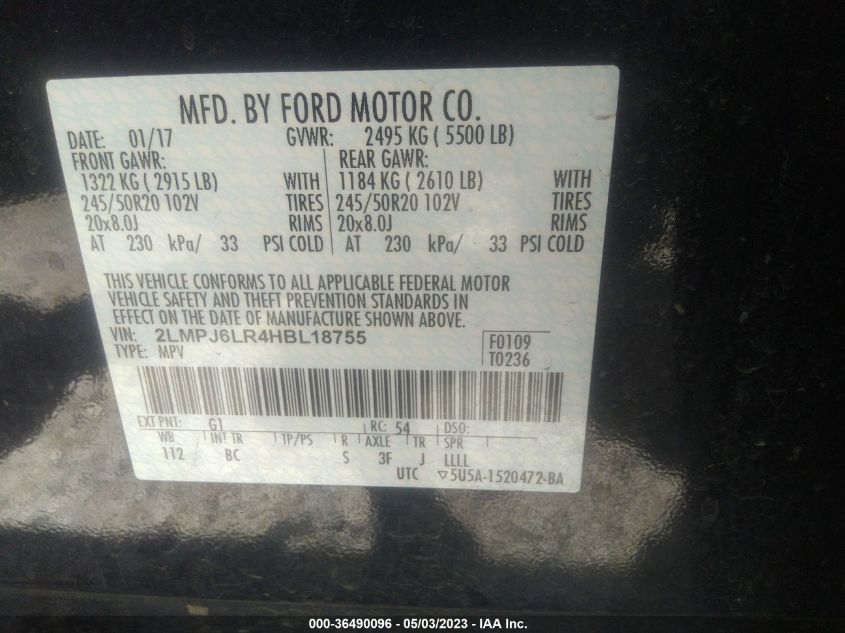 MFD. BY FORD MOTOR CO.
DATE: 01/17 GVWR: 2495 KG ( 5500 LB)
FRONT GAWR: REAR GAWR:
1322 KG ( 2915 LB) WITH 1184 KG ( 2610 LB) WITH
245/50R20 102V TIRES 245/50R20 102V TIRES
20x8.0J RIMS 20x8.0J RIMS
AT 230 kPa/ 33 PSI COLD AT 230 kPa/ 33 PSI COLD
THIS VEHICLE CONFORMS TO ALL APPLICABLE FEDERAL MOTOR
VEHICLE SAFETY AND THEFT PREVENTION STANDARDS IN
EFFECT ON THE DATE OF MANUFACTURE SHOWN ABOVE.
VIN: 2LMPJ6LR4HBL18755 F0109
TYPE: MPV T0236
EXT PNT: G1 RC: 54 DSO:
WB INT TR TP/PS R AXLE TR SPR
112 BC S 3F J LLLL
UTC ▽5U5A-1520472-BA
000-36490096 - 05/03/2023 - IAA Inc.